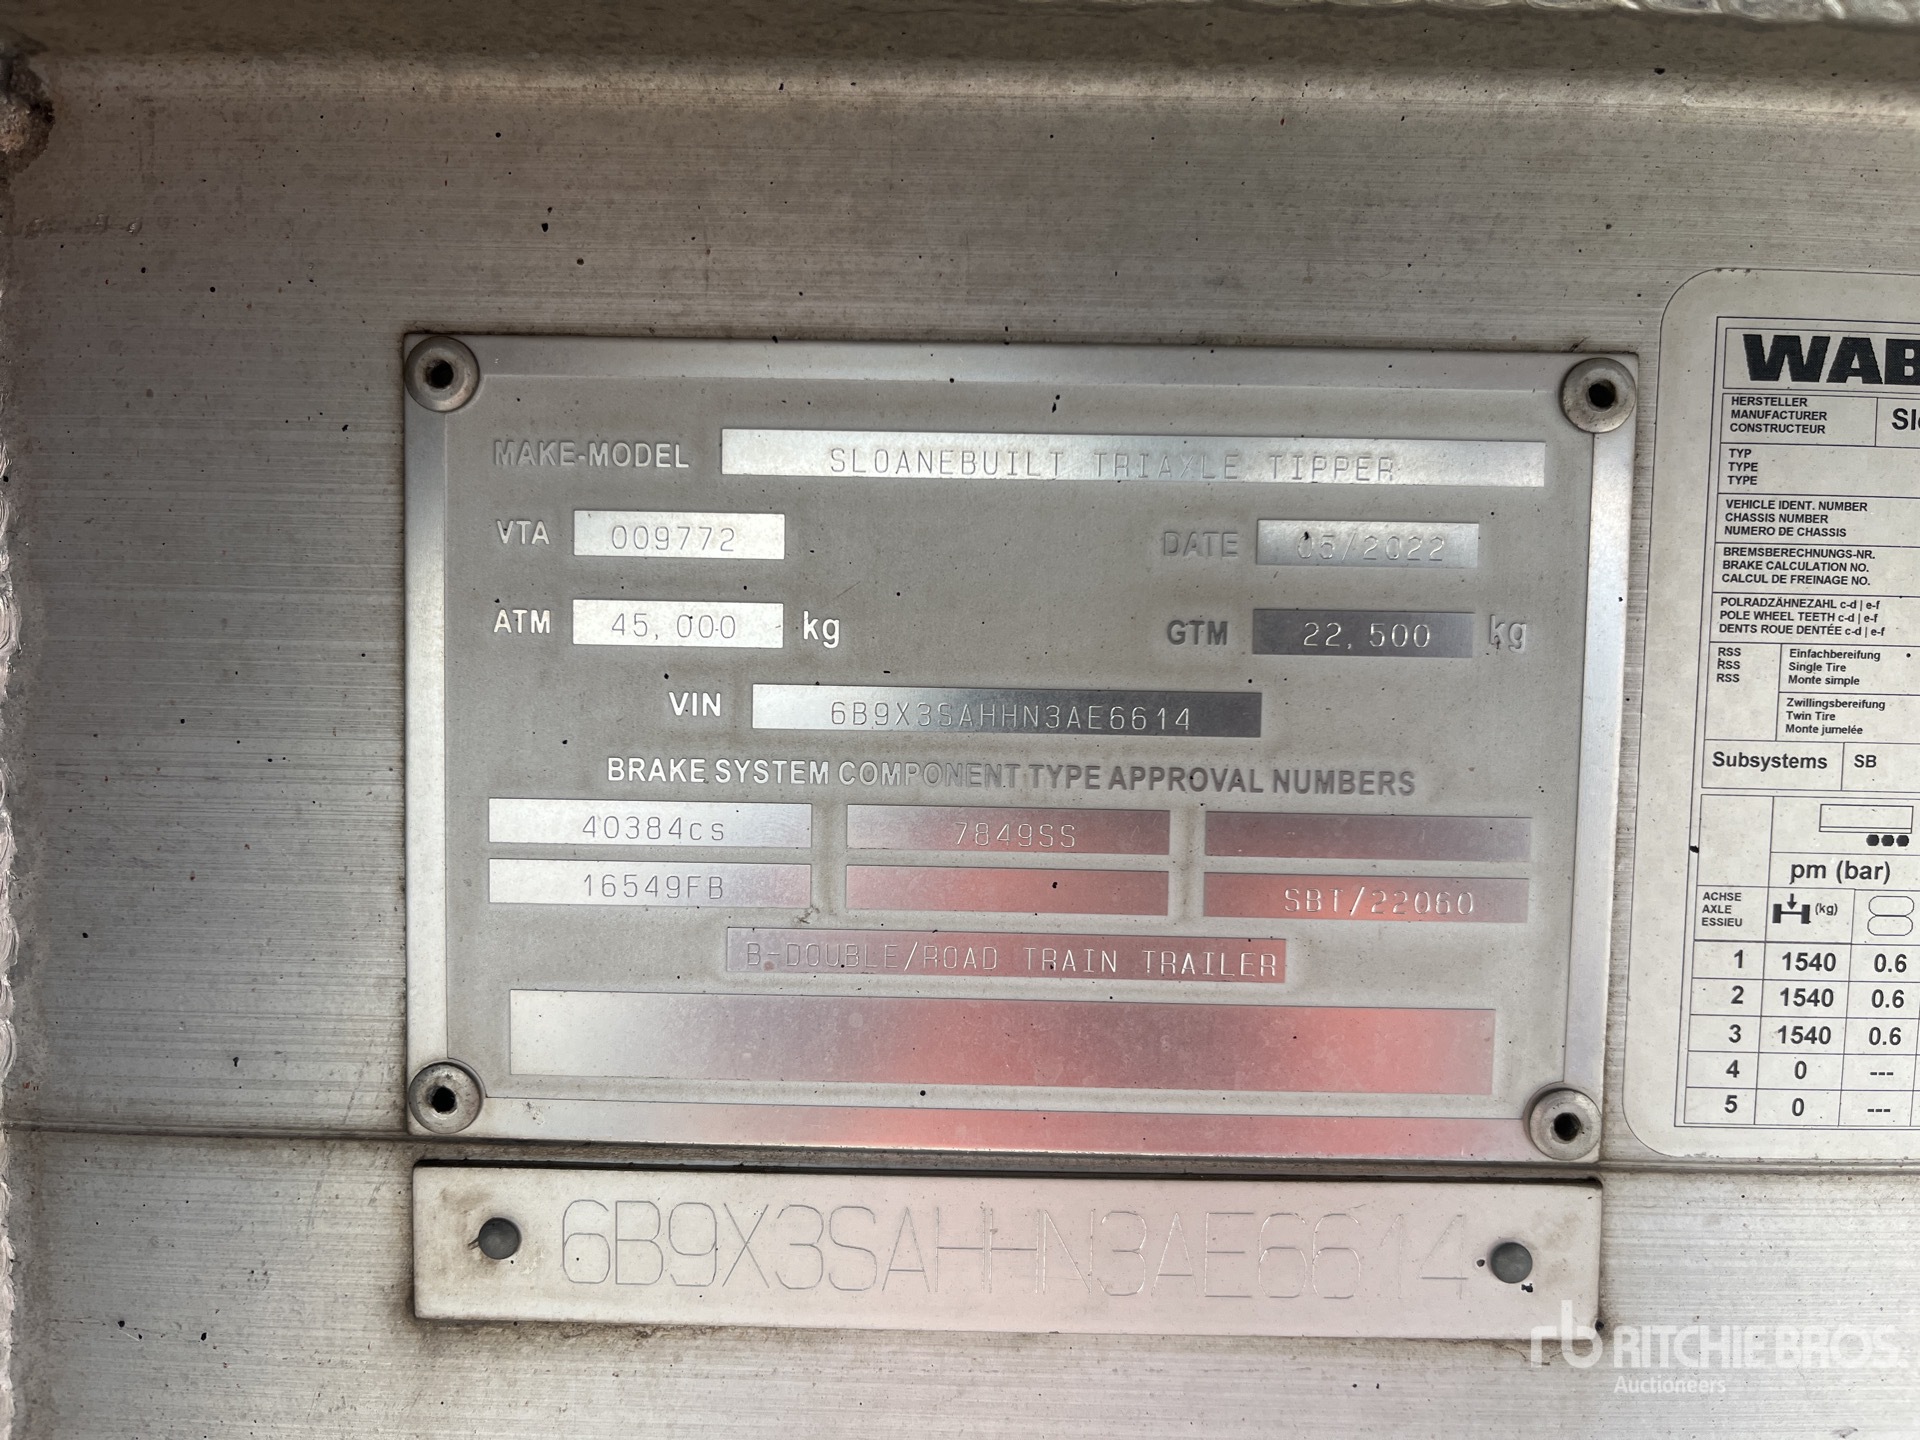 MAKE-MODEL SLOANEBUILT TRIAXLE TIPPER
VTA 009772 DATE 05/2022
ATM 45,000 kg GTM 22,500 kg
VIN 6B9X3SAHHN3AE6614
BRAKE SYSTEM COMPONENT TYPE APPROVAL NUMBERS
40384cs 7849SS
16549FB SBT/22060
B-DOUBLE/ROAD TRAIN TRAILER
6B9X3SAHHN3AE6614
WAB
HERSTELLER
MANUFACTURER
CONSTRUCTEUR
Slo
TYP
TYPE
TYPE
VEHICLE IDENT. NUMBER
CHASSIS NUMBER
NUMERO DE CHASSIS
BREMSBERECHNUNGS-NR.
BRAKE CALCULATION NO.
CALCUL DE FREINAGE NO.
POLRADZÄHNEZAHL c-d | e-f
POLE WHEEL TEETH c-d | e-f
DENTS ROUE DENTÉE c-d | e-f
RSS Einfachbereifung
RSS Single Tire
RSS Monte simple
Zwillingsbereifung
Twin Tire
Monte jumelée
Subsystems SB
pm (bar)
ACHSE
AXLE (kg)
ESSIEU
1 1540 0.6
2 1540 0.6
3 1540 0.6
4 0 ---
5 0 ---
rb RITCHIE BROS.
Auctioneers